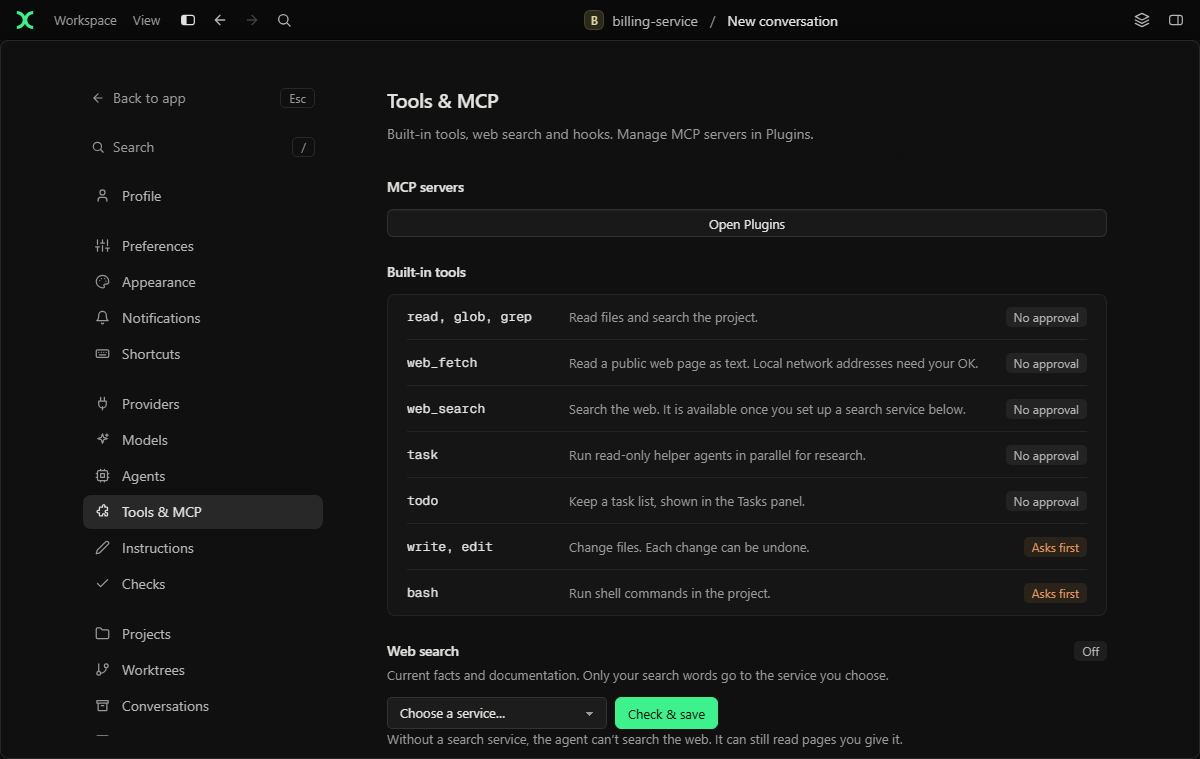 Workspace View
B billing-service / New conversation
Back to app Esc
Search /
Profile
Preferences
Appearance
Notifications
Shortcuts
Providers
Models
Agents
Tools & MCP
Instructions
Checks
Projects
Worktrees
Conversations
Tools & MCP
Built-in tools, web search and hooks. Manage MCP servers in Plugins.
MCP servers
Open Plugins
Built-in tools
read, glob, grep Read files and search the project. No approval
web_fetch Read a public web page as text. Local network addresses need your OK. No approval
web_search Search the web. It is available once you set up a search service below. No approval
task Run read-only helper agents in parallel for research. No approval
todo Keep a task list, shown in the Tasks panel. No approval
write, edit Change files. Each change can be undone. Asks first
bash Run shell commands in the project. Asks first
Web search Off
Current facts and documentation. Only your search words go to the service you choose.
Choose a service... Check & save
Without a search service, the agent can't search the web. It can still read pages you give it.